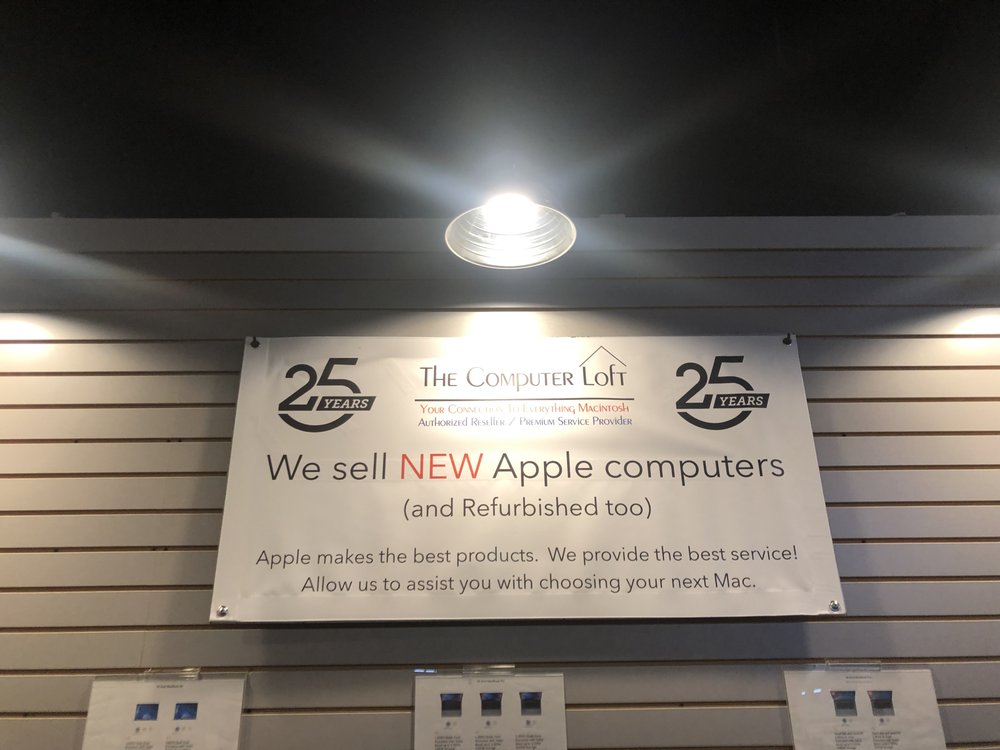 25 YEARS
THE COMPUTER LOFT
25 YEARS
YOUR CONNECTION TO EVERYTHING MACINTOSH
AUTHORIZED RESELLER / PREMIUM SERVICE PROVIDER
We sell NEW Apple computers
(and Refurbished too)
Apple makes the best products. We provide the best service!
Allow us to assist you with choosing your next Mac.